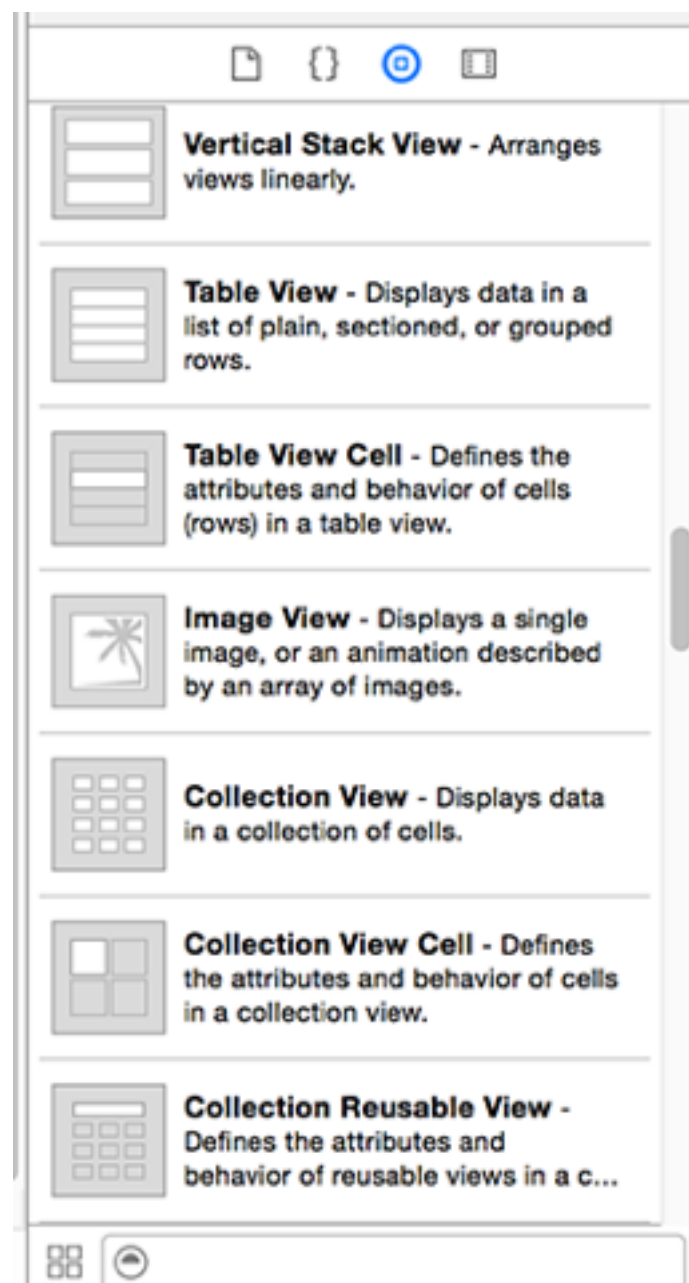 Vertical Stack View - Arranges
views linearly.
Table View - Displays data in a
list of plain, sectioned, or grouped
rows.
Table View Cell - Defines the
attributes and behavior of cells
(rows) in a table view.
Image View - Displays a single
image, or an animation described
by an array of images.
Collection View - Displays data
in a collection of cells.
Collection View Cell - Defines
the attributes and behavior of cells
in a collection view.
Collection Reusable View -
Defines the attributes and
behavior of reusable views in a c...